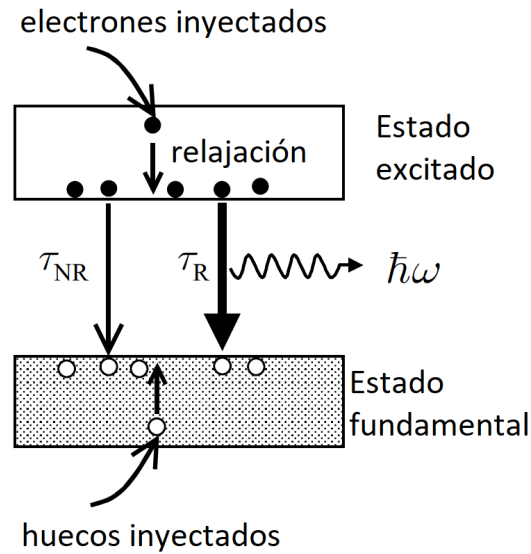 electrones inyectados
Estado
excitado
relajación
τNR
τR
ħω
Estado
fundamental
huecos inyectados